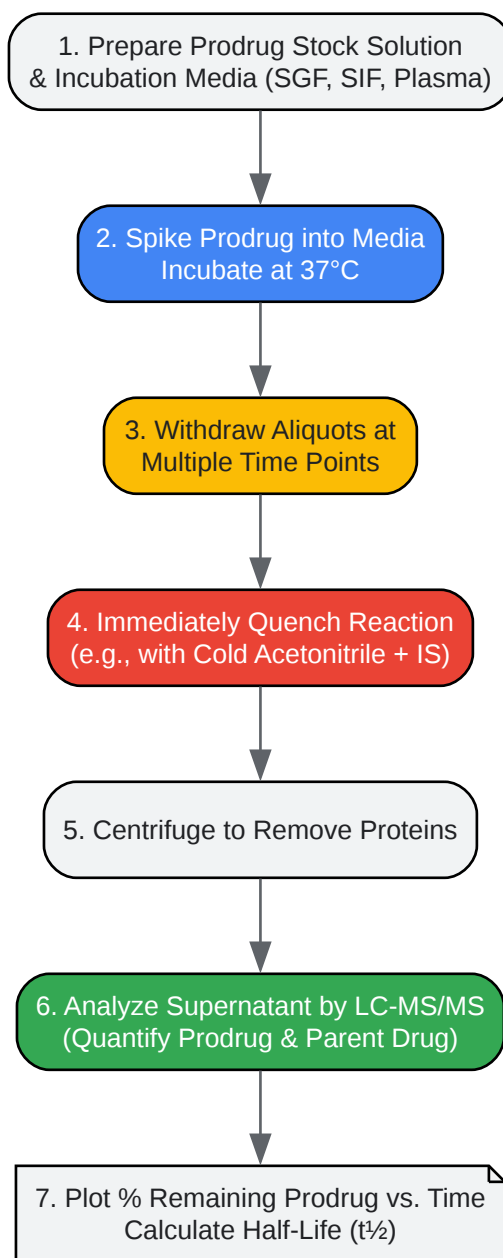 1. Prepare Prodrug Stock Solution
& Incubation Media (SGF, SIF, Plasma)
2. Spike Prodrug into Media
Incubate at 37°C
3. Withdraw Aliquots at
Multiple Time Points
4. Immediately Quench Reaction
(e.g., with Cold Acetonitrile + IS)
5. Centrifuge to Remove Proteins
6. Analyze Supernatant by LC-MS/MS
(Quantify Prodrug & Parent Drug)
7. Plot % Remaining Prodrug vs. Time
Calculate Half-Life (t½)